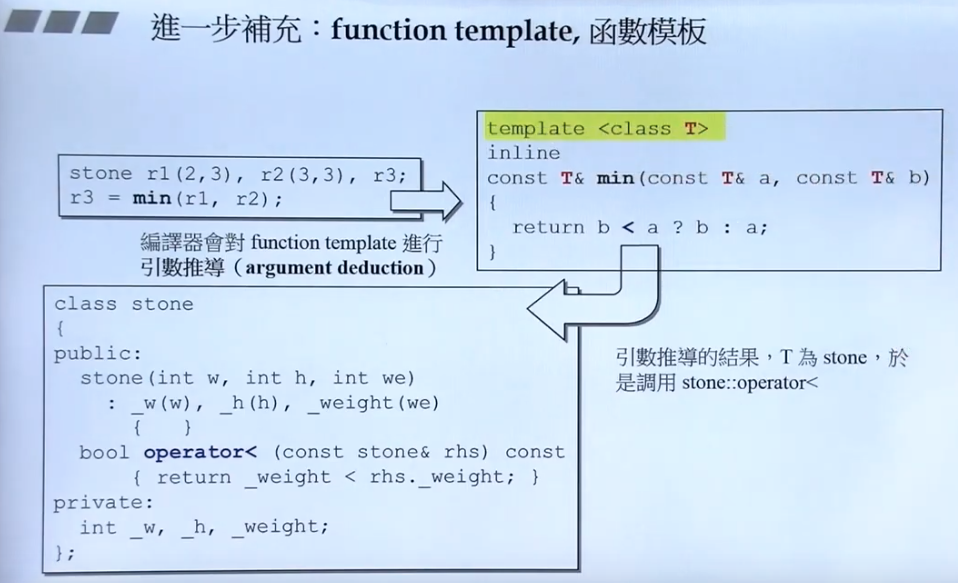 進一步補充：function template, 函數模板
stone r1(2,3), r2(3,3), r3;
r3 = min(r1, r2);
編譯器會對 function template 進行
引數推導（argument deduction）
template <class T>
inline
const T& min(const T& a, const T& b)
{
return b < a ? b : a;
}
class stone
{
public:
stone(int w, int h, int we)
: _w(w), _h(h), _weight(we)
{ }
bool operator< (const stone& rhs) const
{ return _weight < rhs._weight; }
private:
int _w, _h, _weight;
};
引數推導的結果，T 為 stone，於
是調用 stone::operator<